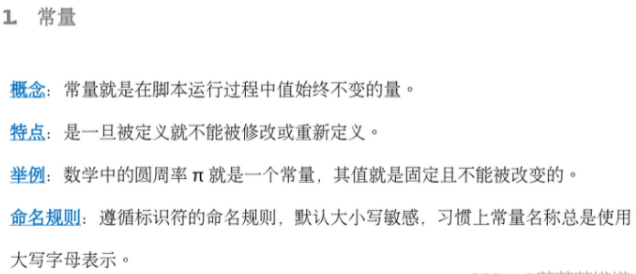 1. 常量
概念：常量就是在脚本运行过程中值始终不变的量。
特点：是一旦被定义就不能被修改或重新定义。
举例：数学中的圆周率 π 就是一个常量，其值就是固定且不能被改变的。
命名规则：遵循标识符的命名规则，默认大小写敏感，习惯上常量名称总是使用
大写字母表示。